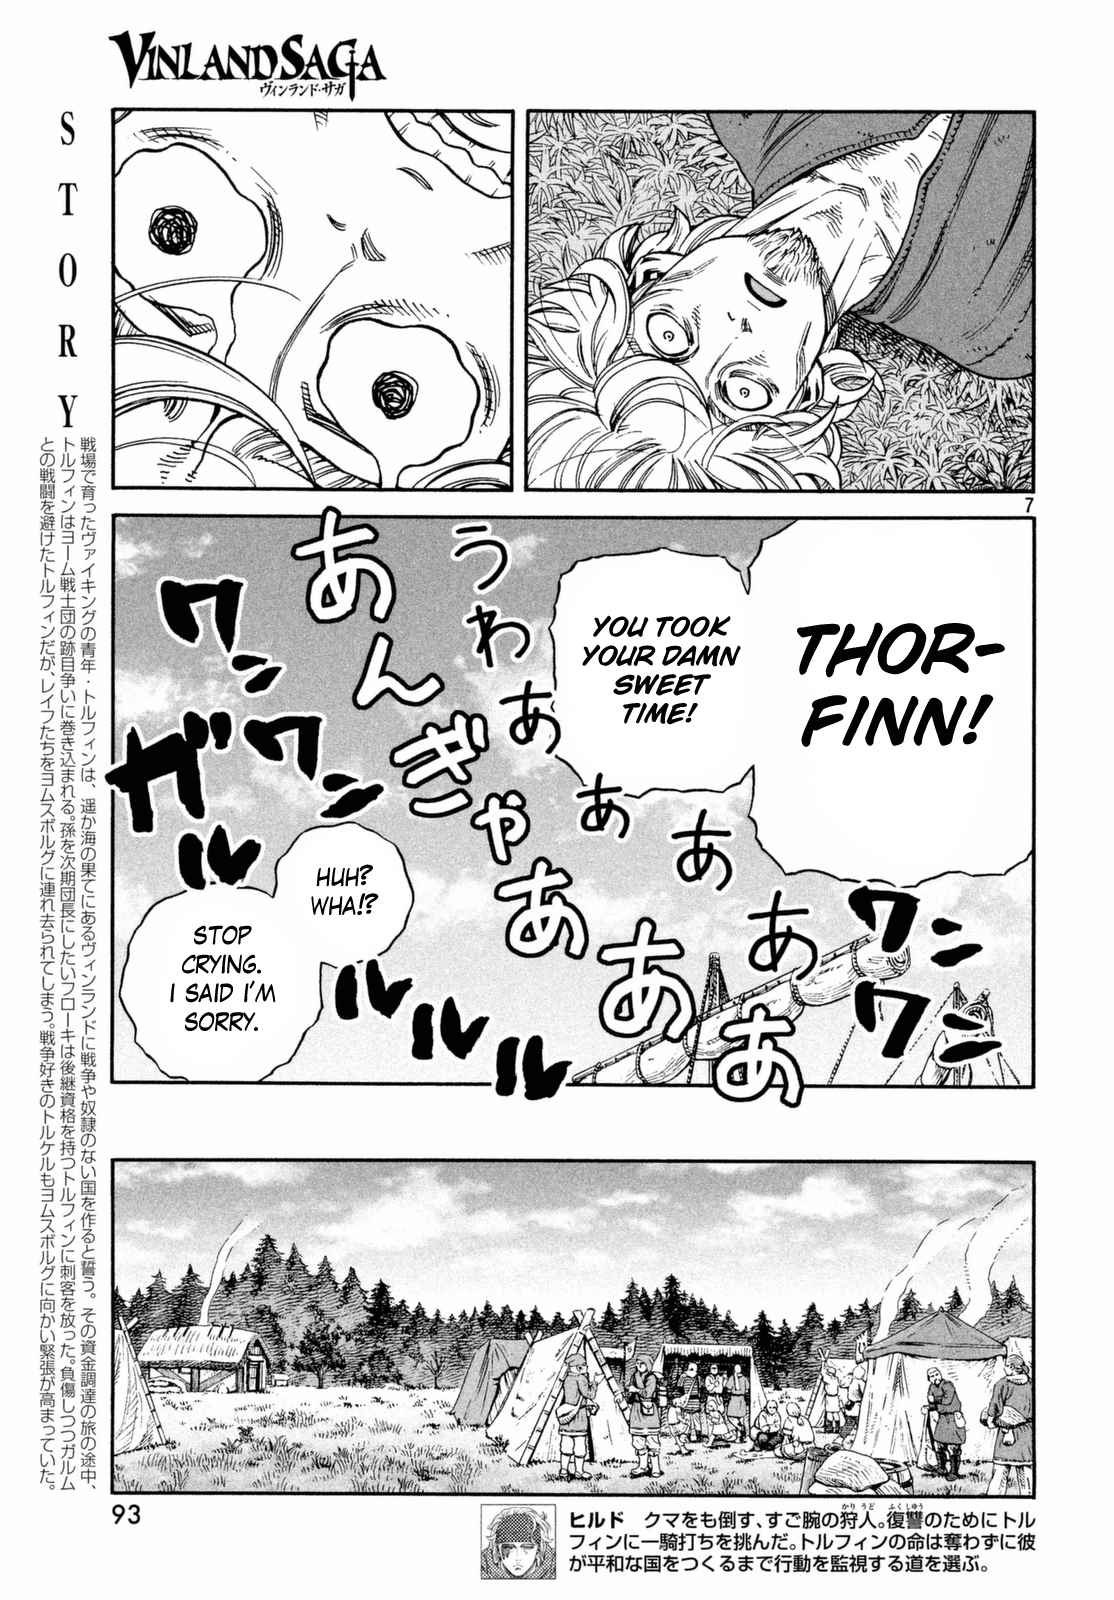 VINLAND SAGA
ヴィンランド・サガ
STORY
戦場で育ったヴァイキングの青年・トルフィンは、遥か海の果てにあるヴィンランドに戦争や奴隷のない国を作ると誓う。その資金調達の旅の途中、
トルフィンはヨーム戦士団の跡目争いに巻き込まれる。孫を次期団長にしたいフローキは後継資格を持つトルフィンに刺客を放った。負傷しつつガルム
との戦闘を避けたトルフィンだが、レイフたちをヨムスボルグに連れ去られてしまう。戦争好きのトルケルもヨムスボルグに向かい緊張が高まっていた。
7
THOR-
FINN!
YOU TOOK
YOUR DAMN
SWEET
TIME!
うわぁぁぁぁぁ
あんぎゃああああ
ワン
ワン
ワン
ワン
ガルル
ルルルル
HUH?
WHA!?
STOP
CRYING.
I SAID I'M
SORRY.
93
ヒルド クマをも倒す、すご腕の狩人。復讐のためにトル
フィンに一騎打ちを挑んだ。トルフィンの命は奪わずに彼
が平和な国をつくるまで行動を監視する道を選ぶ。
かりうど
ふくしゅう